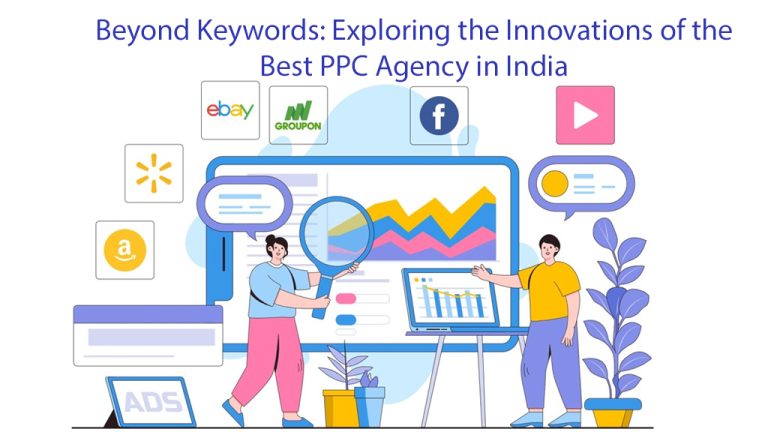 Beyond Keywords: Exploring the Innovations of the
Best PPC Agency in India
ebay
GROUPON
f
a
ADS